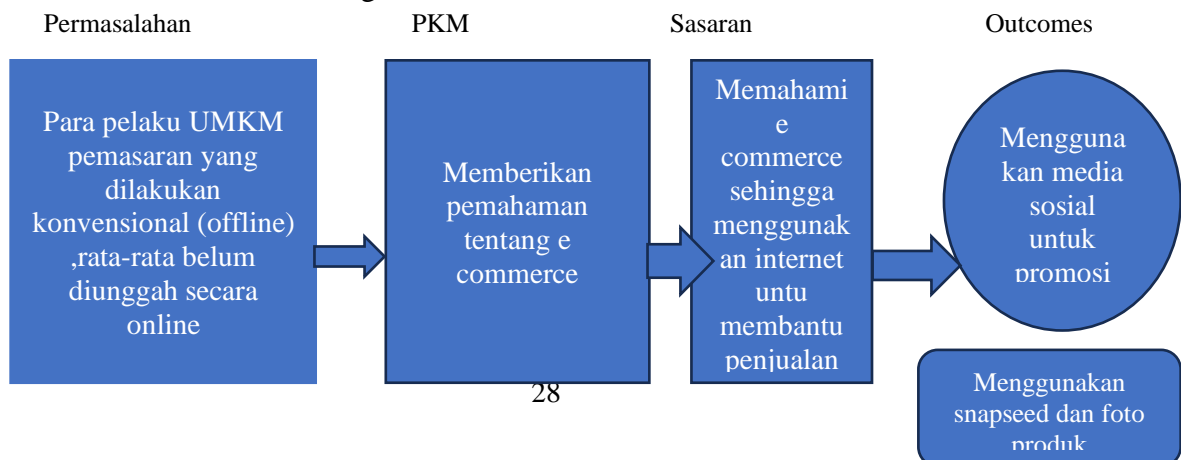 Permasalahan
PKM
Sasaran
Outcomes
Para pelaku UMKM
pemasaran yang
dilakukan
konvensional (offline)
,rata-rata belum
diunggah secara
online
Memberikan
pemahaman
tentang e
commerce
Memahami
e
commerce
sehingga
menggunak
an internet
untu
membantu
penjualan
Mengguna
kan media
sosial
untuk
promosi
Menggunakan
snapseed dan foto
produk
28